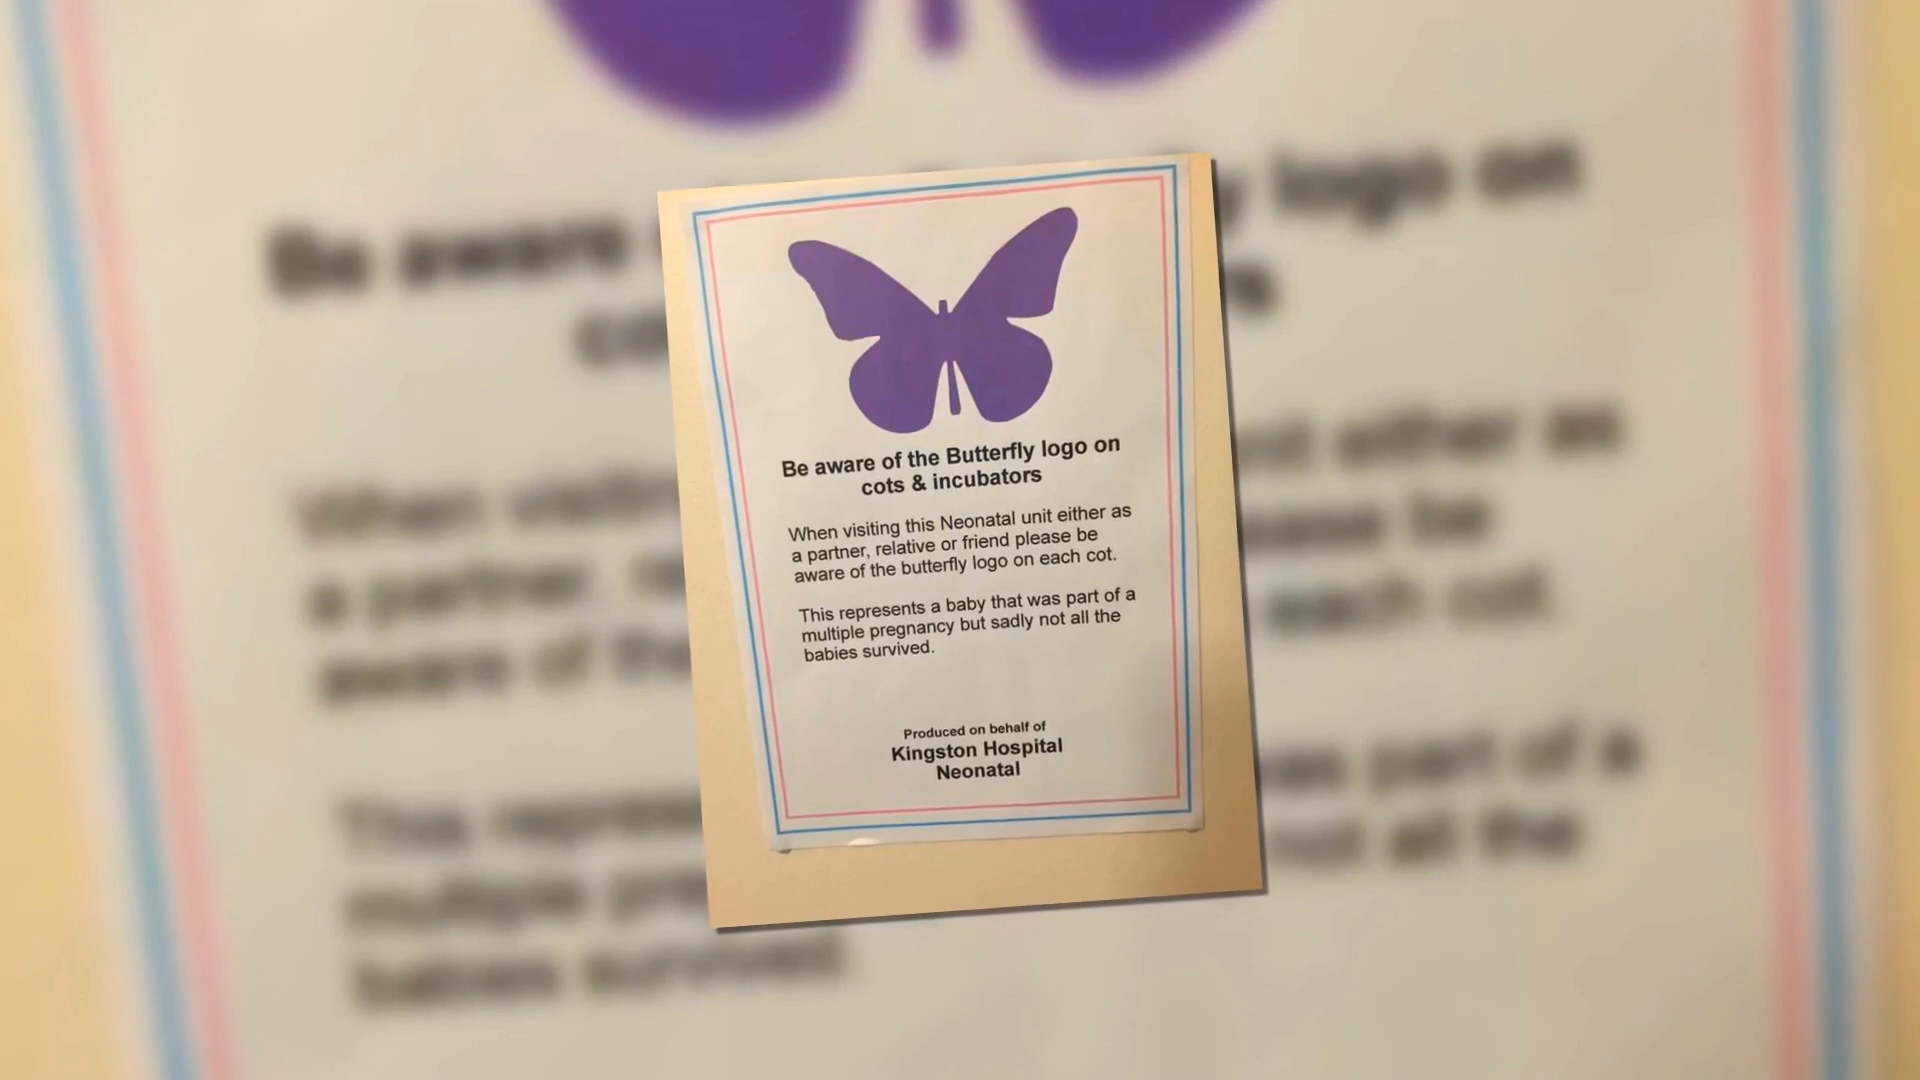 Be aware of the Butterfly logo on
cots & incubators
When visiting this Neonatal unit either as
a partner, relative or friend please be
aware of the butterfly logo on each cot.
This represents a baby that was part of a
multiple pregnancy but sadly not all the
babies survived.
Produced on behalf of
Kingston Hospital
Neonatal